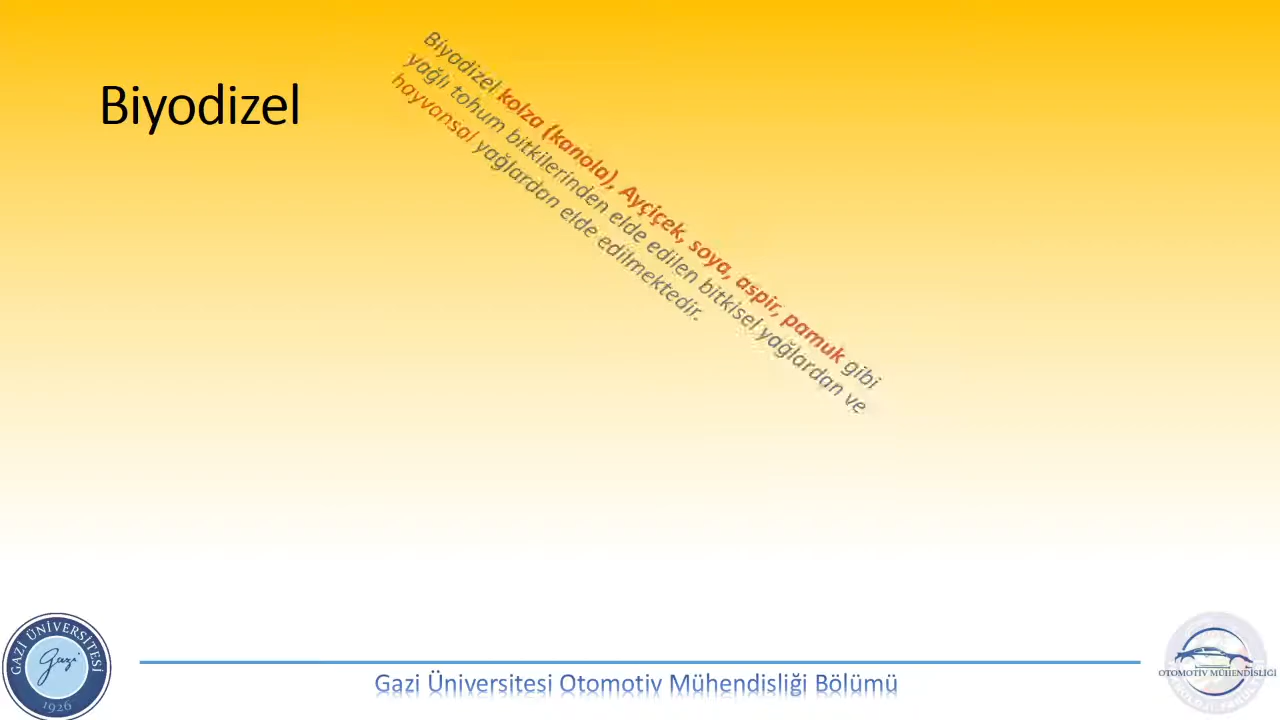 Biyodizel
Biyodizel kolza (kanola), Ayçiçek, soya, aspir, pamuk gibi
yağlı tohum bitkilerinden elde edilen bitkisel yağlardan ve
hayvansal yağlardan elde edilmektedir.
GAZİ ÜNİVERSİTESİ
gazi
1926
Gazi Üniversitesi Otomotiv Mühendisliği Bölümü
OTOMOTİV MÜHENDİSLİĞİ